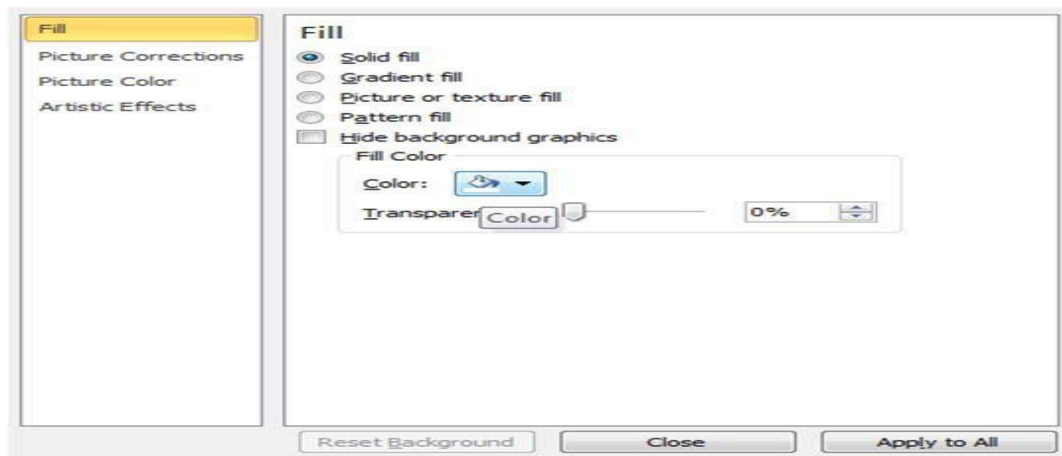 Fill
Picture Corrections
Picture Color
Artistic Effects
Fill
Solid fill
Gradient fill
Picture or texture fill
Pattern fill
Hide background graphics
Fill Color
Color:
Transparen Color 0%
Reset Background Close Apply to All